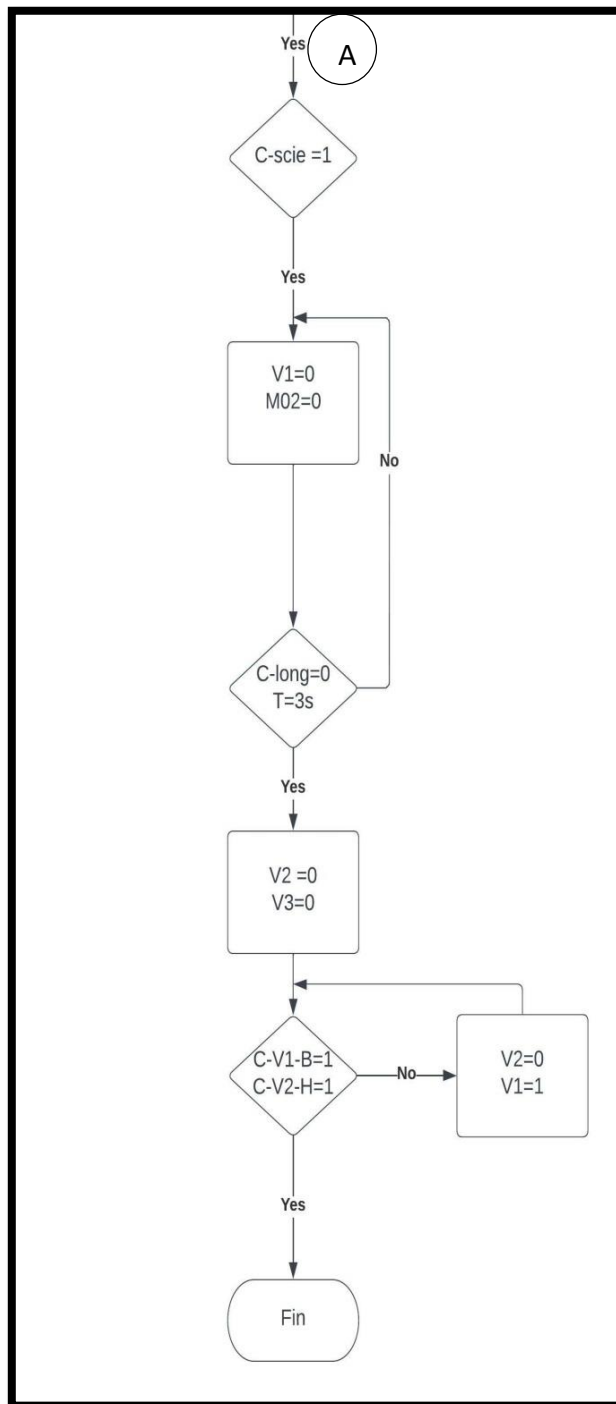 Yes
A
C-scie =1
Yes
V1=0
M02=0
No
C-long=0
T=3s
Yes
V2 =0
V3=0
C-V1-B=1
C-V2-H=1
No
V2=0
V1=1
Yes
Fin